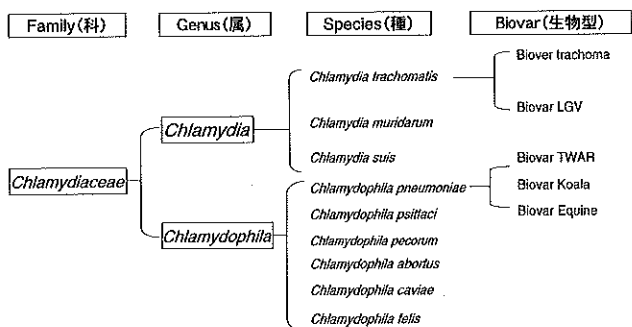 Family(科) Genus(属) Species(種) Biovar(生物型)
Biover trachoma
Chlamydia trachomatis
Biovar LGV
Chlamydia
Chlamydia muridarum
Chlamydia suis
Biovar TWAR
Chlamydiaceae
Chlamydophila pneumoniae
Biovar Koala
Biovar Equine
Chlamydophila psittaci
Chlamydophila
Chlamydophila pecorum
Chlamydophila abortus
Chlamydophila caviae
Chlamydophila felis